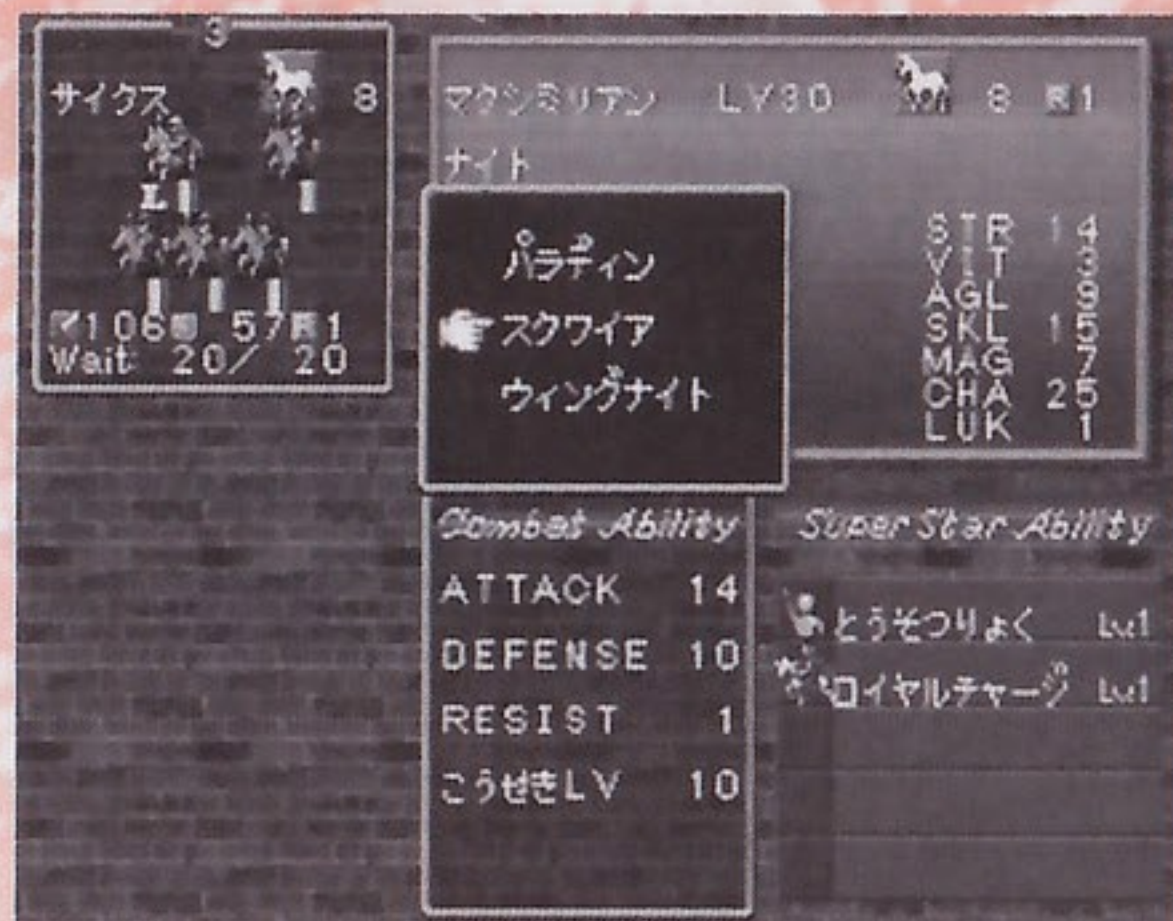 3
サイクス 8
L
106 57 R1
Wait 20/ 20
マクシミリアン LV30 8 R1
ナイト
パラディン
スクワイア
ウィングナイト
STR 14
VIT 3
AGL 9
SKL 15
MAG 7
CHA 25
LUK 1
Combat Ability
ATTACK 14
DEFENSE 10
RESIST 1
こうせきLV 10
Super Star Ability
とうそつりょく Lv.1
ロイヤルチャージ Lv.1